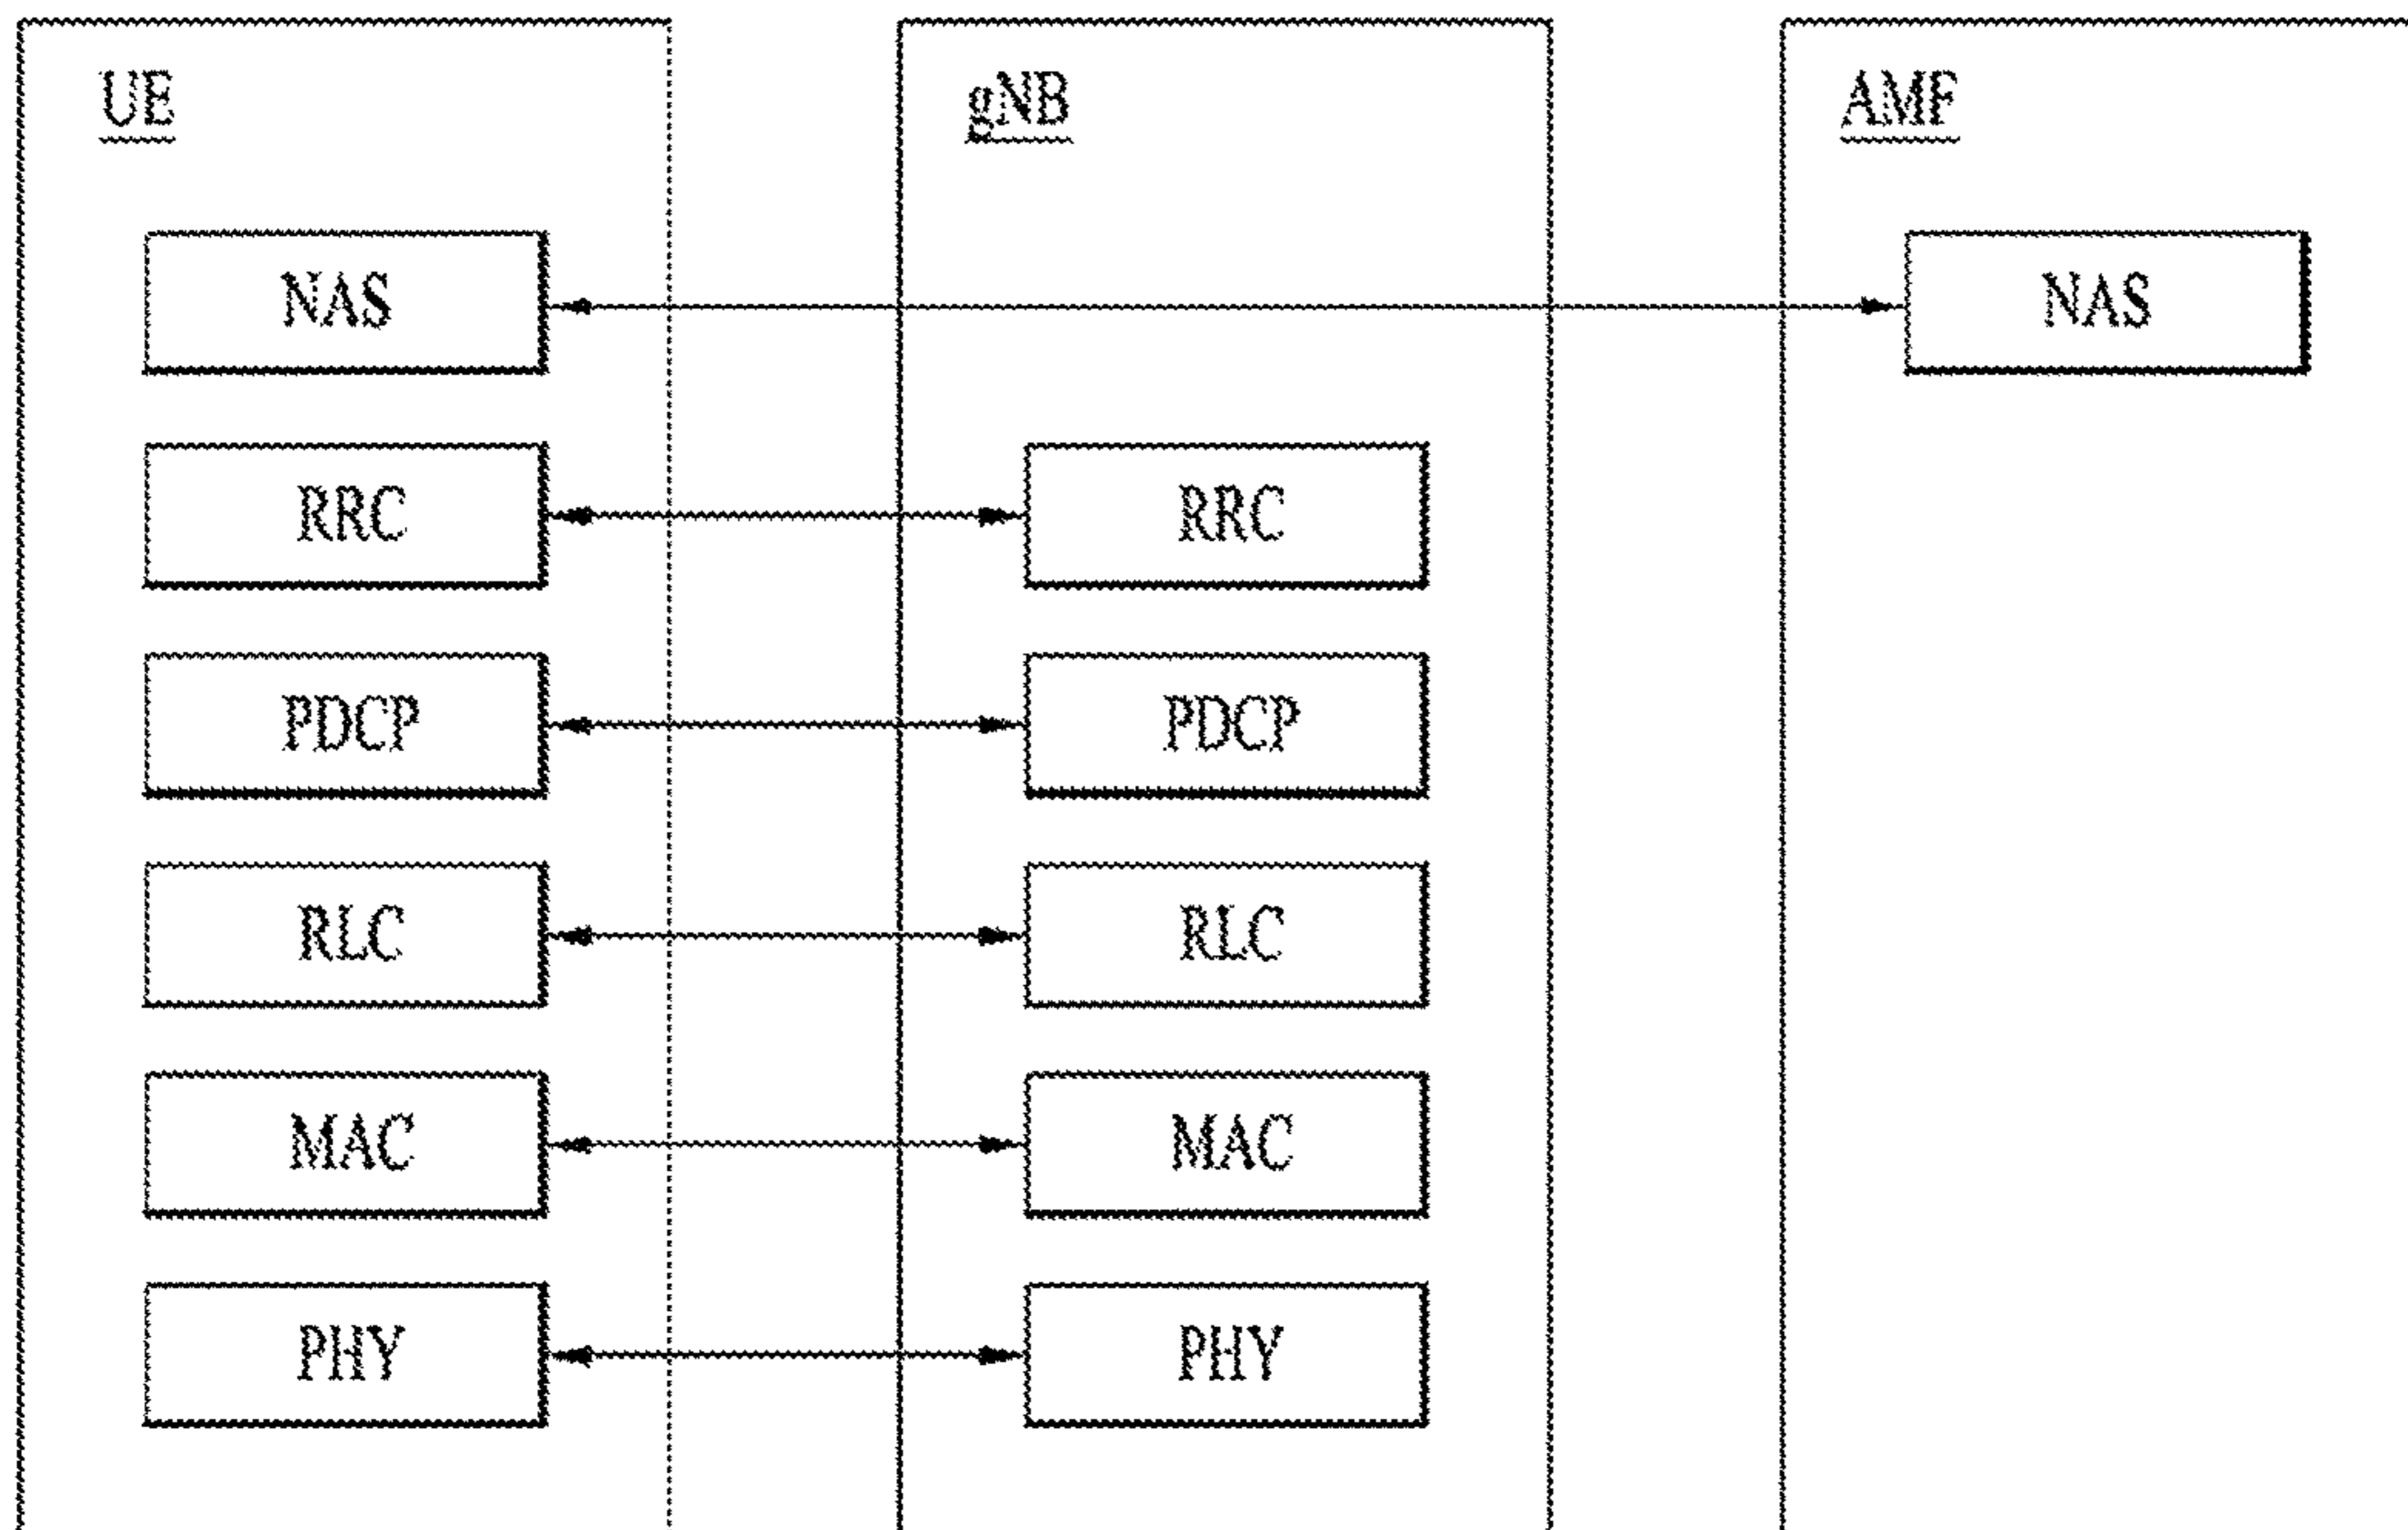 UE gNB AMF
NAS NAS
RRC RRC
PDCP PDCP
RLC RLC
MAC MAC
PHY PHY